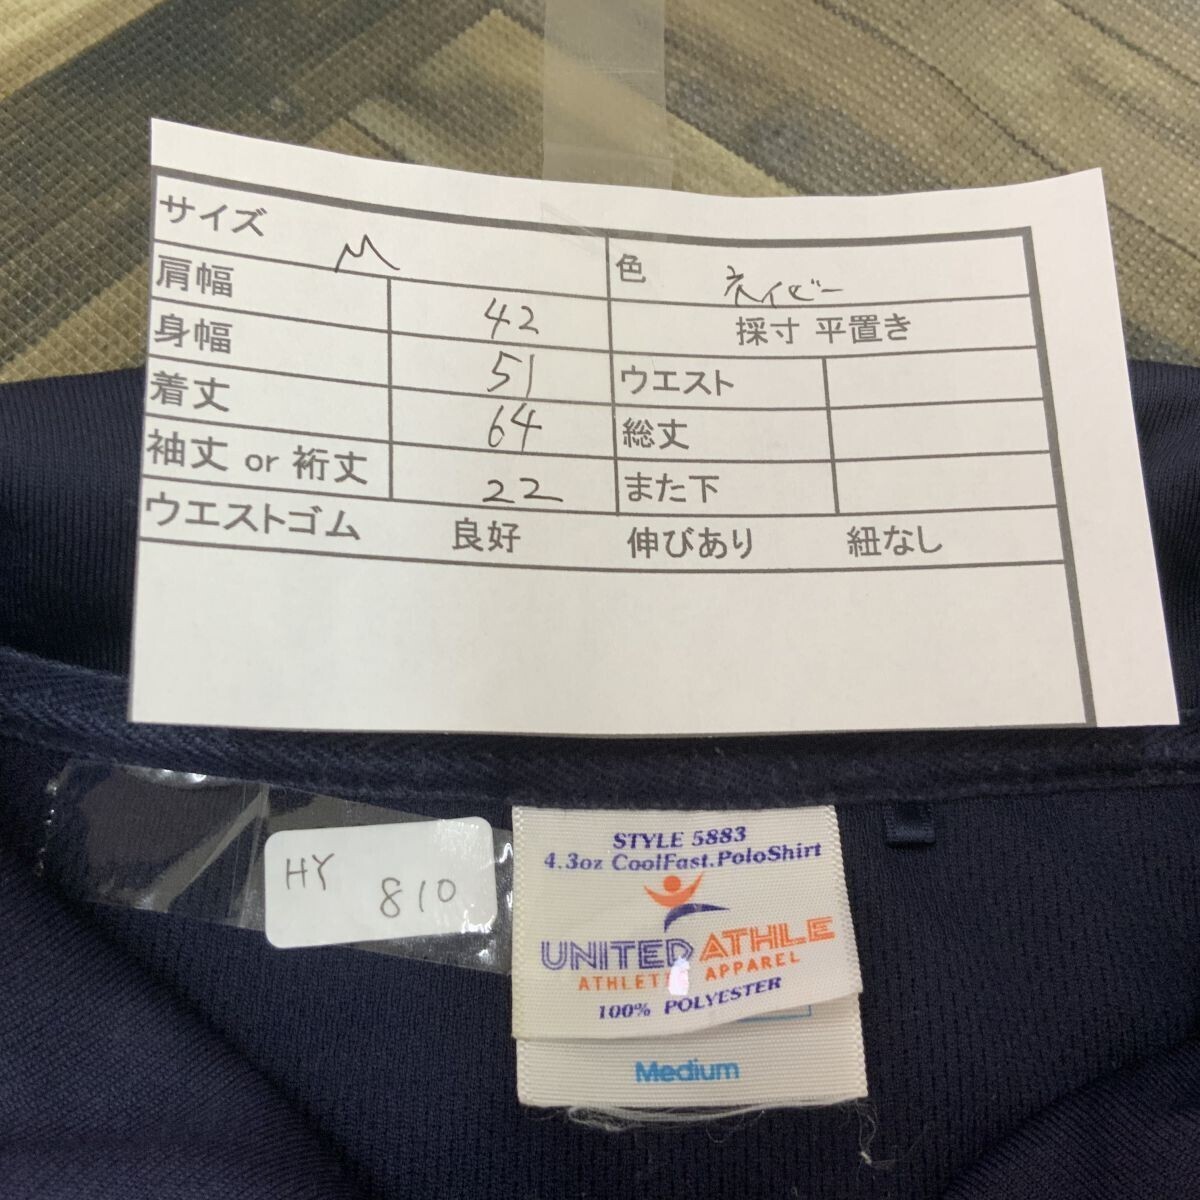 サイズ M 色 ネイビー
肩幅 42 採寸 平置き
身幅 51 ウエスト
着丈 64 総丈
袖丈 or 裄丈 22 また下
ウエストゴム 良好 伸びあり 紐なし
HY 810
STYLE 5883
4.3oz CoolFast.PoloShirt
UNITED ATHLE
ATHLETIC APPAREL
100% POLYESTER
Medium